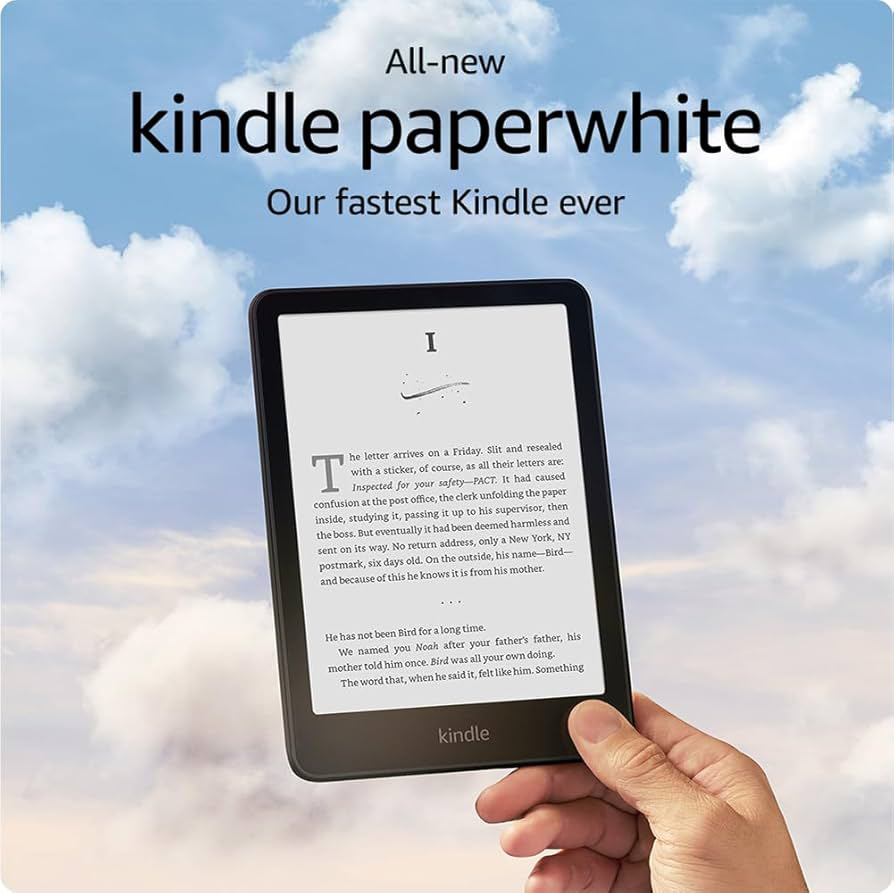 All-new
kindle paperwhite
Our fastest Kindle ever
I
The letter arrives on a Friday. Slit and resealed
with a sticker, of course, as all their letters are:
Inspected for your safety—PACT. It had caused
confusion at the post office, the clerk unfolding the paper
inside, studying it, passing it up to his supervisor, then
the boss. But eventually it had been deemed harmless and
sent on its way. No return address, only a New York, NY
postmark, six days old. On the outside, his name—Bird—
and because of this he knows it is from his mother.
. . .
He has not been Bird for a long time.
We named you Noah after your father's father, his
mother told him once. Bird was all your own doing.
The word that, when he said it, felt like him. Something
kindle